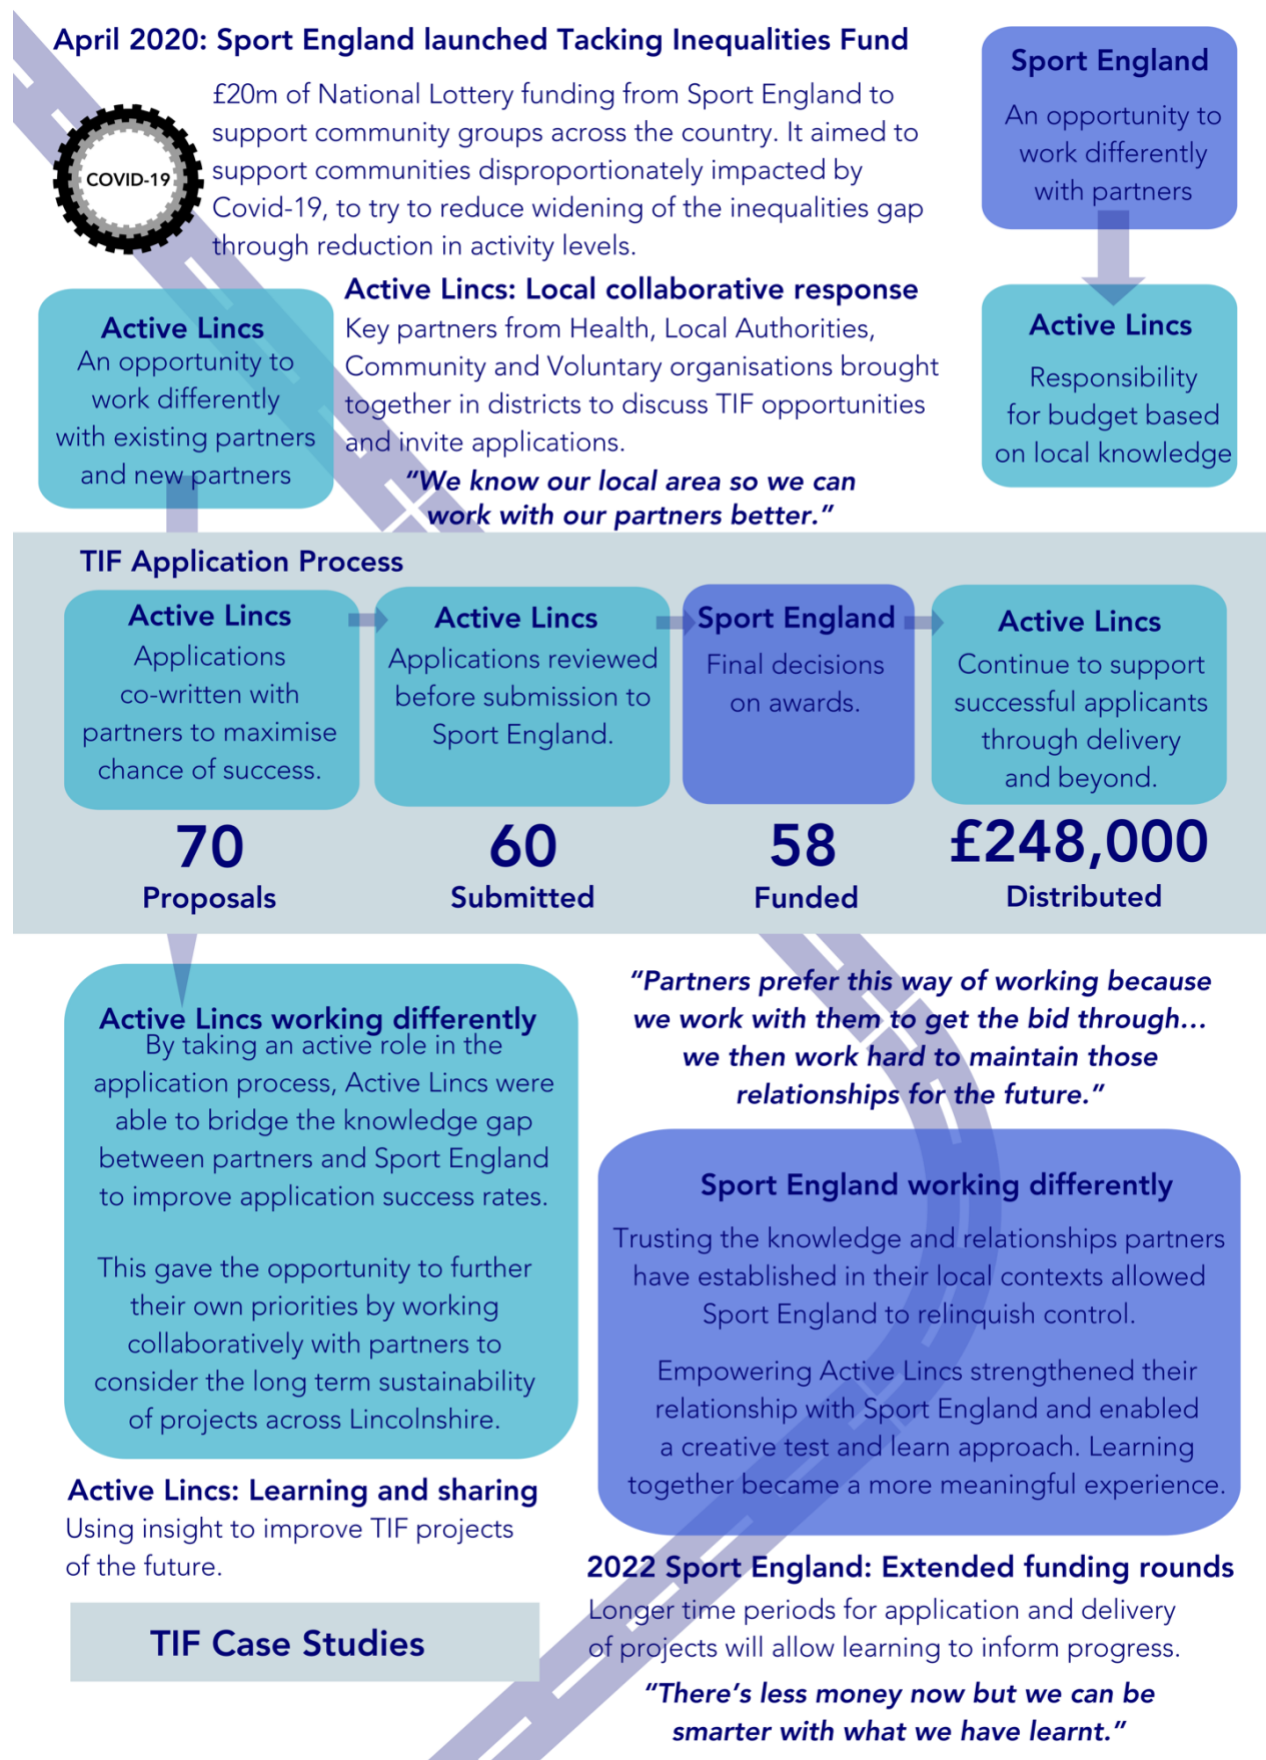 April 2020: Sport England launched Tacking Inequalities Fund
£20m of National Lottery funding from Sport England to
support community groups across the country. It aimed to
support communities disproportionately impacted by
Covid-19, to try to reduce widening of the inequalities gap
through reduction in activity levels.
COVID-19
Sport England
An opportunity to
work differently
with partners
Active Lincs
Responsibility
for budget based
on local knowledge
Active Lincs
An opportunity to
work differently
with existing partners
and new partners
Active Lincs: Local collaborative response
Key partners from Health, Local Authorities,
Community and Voluntary organisations brought
together in districts to discuss TIF opportunities
and invite applications.
“We know our local area so we can
work with our partners better.”
TIF Application Process
Active Lincs
Applications
co-written with
partners to maximise
chance of success.
Active Lincs
Applications reviewed
before submission to
Sport England.
Sport England
Final decisions
on awards.
Active Lincs
Continue to support
successful applicants
through delivery
and beyond.
70
Proposals
60
Submitted
58
Funded
£248,000
Distributed
Active Lincs working differently
By taking an active role in the
application process, Active Lincs were
able to bridge the knowledge gap
between partners and Sport England
to improve application success rates.
This gave the opportunity to further
their own priorities by working
collaboratively with partners to
consider the long term sustainability
of projects across Lincolnshire.
“Partners prefer this way of working because
we work with them to get the bid through...
we then work hard to maintain those
relationships for the future.”
Sport England working differently
Trusting the knowledge and relationships partners
have established in their local contexts allowed
Sport England to relinquish control.
Empowering Active Lincs strengthened their
relationship with Sport England and enabled
a creative test and learn approach. Learning
together became a more meaningful experience.
Active Lincs: Learning and sharing
Using insight to improve TIF projects
of the future.
TIF Case Studies
2022 Sport England: Extended funding rounds
Longer time periods for application and delivery
of projects will allow learning to inform progress.
“There’s less money now but we can be
smarter with what we have learnt.”